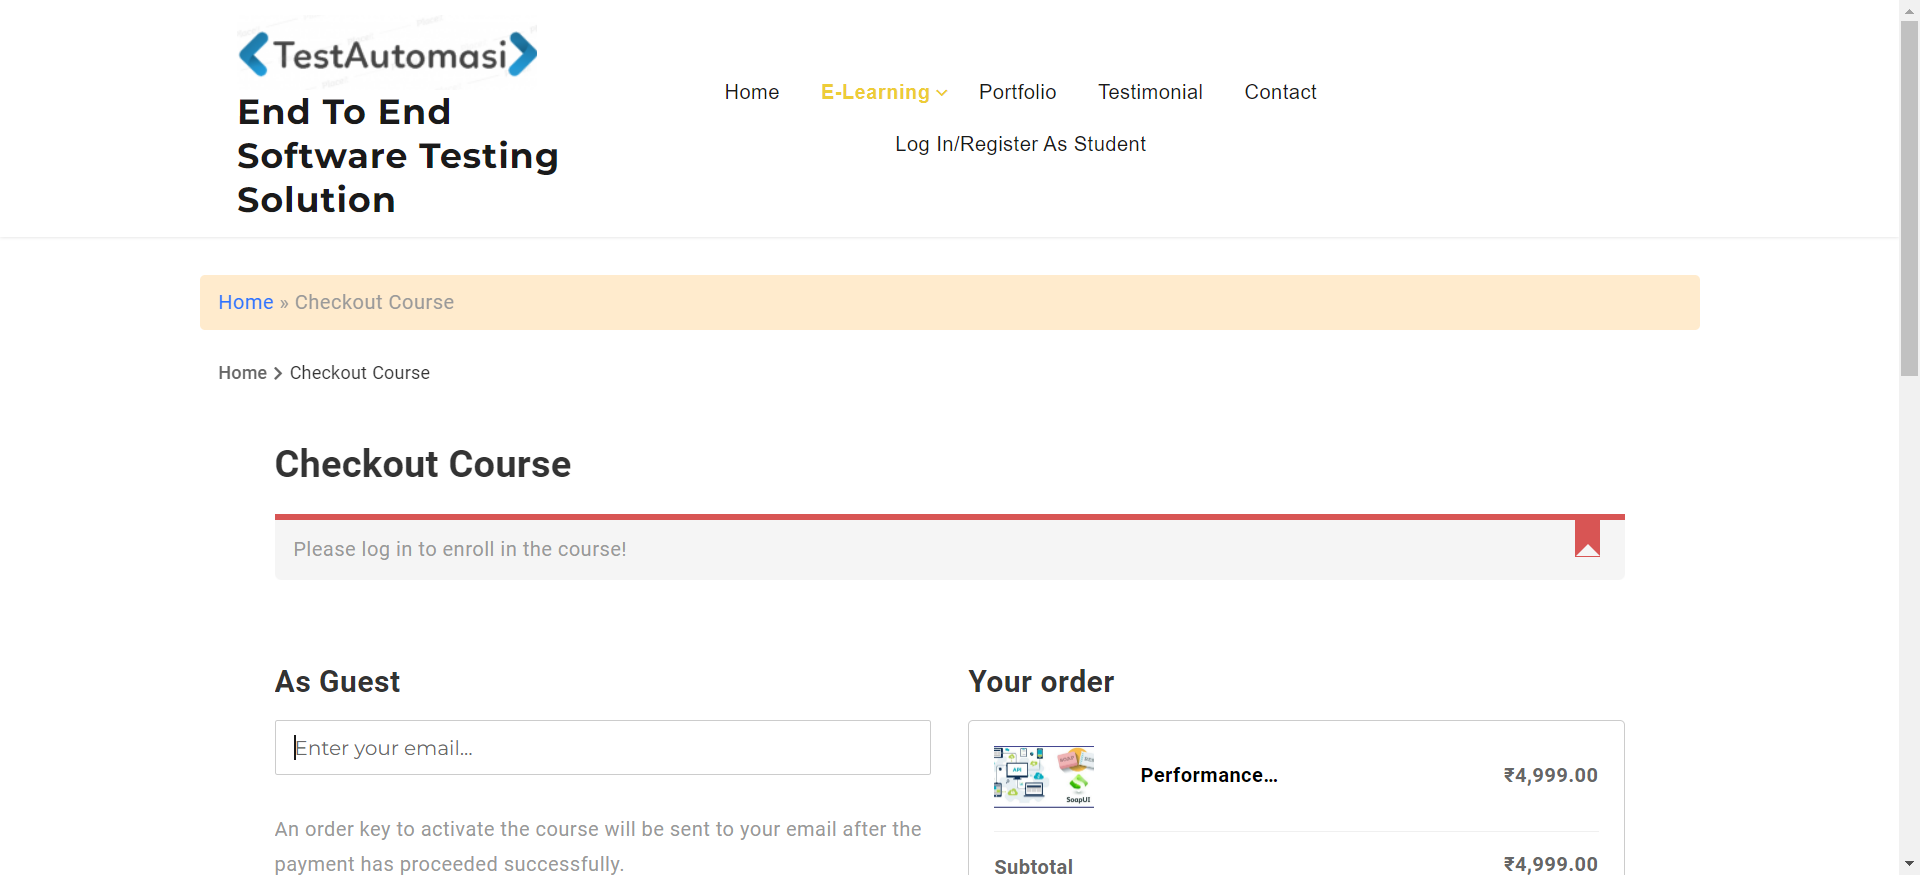 TestAutomasi
End To End
Software Testing
Solution
Home E-Learning Portfolio Testimonial Contact
Log In/Register As Student
Home » Checkout Course
Home Checkout Course
Checkout Course
Please log in to enroll in the course!
As Guest
Enter your email...
An order key to activate the course will be sent to your email after the
payment has proceeded successfully.
Your order
API
SOAP
SoapUI
Performance... ₹4,999.00
Subtotal ₹4,999.00